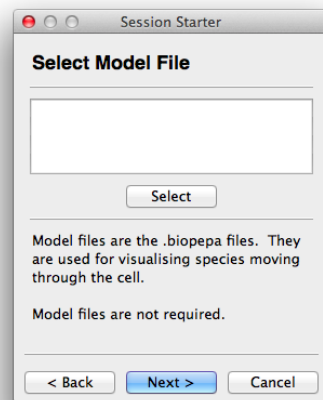 Session Starter
Select Model File
Select
Model files are the .biopepa files. They
are used for visualising species moving
through the cell.
Model files are not required.
< Back Next > Cancel